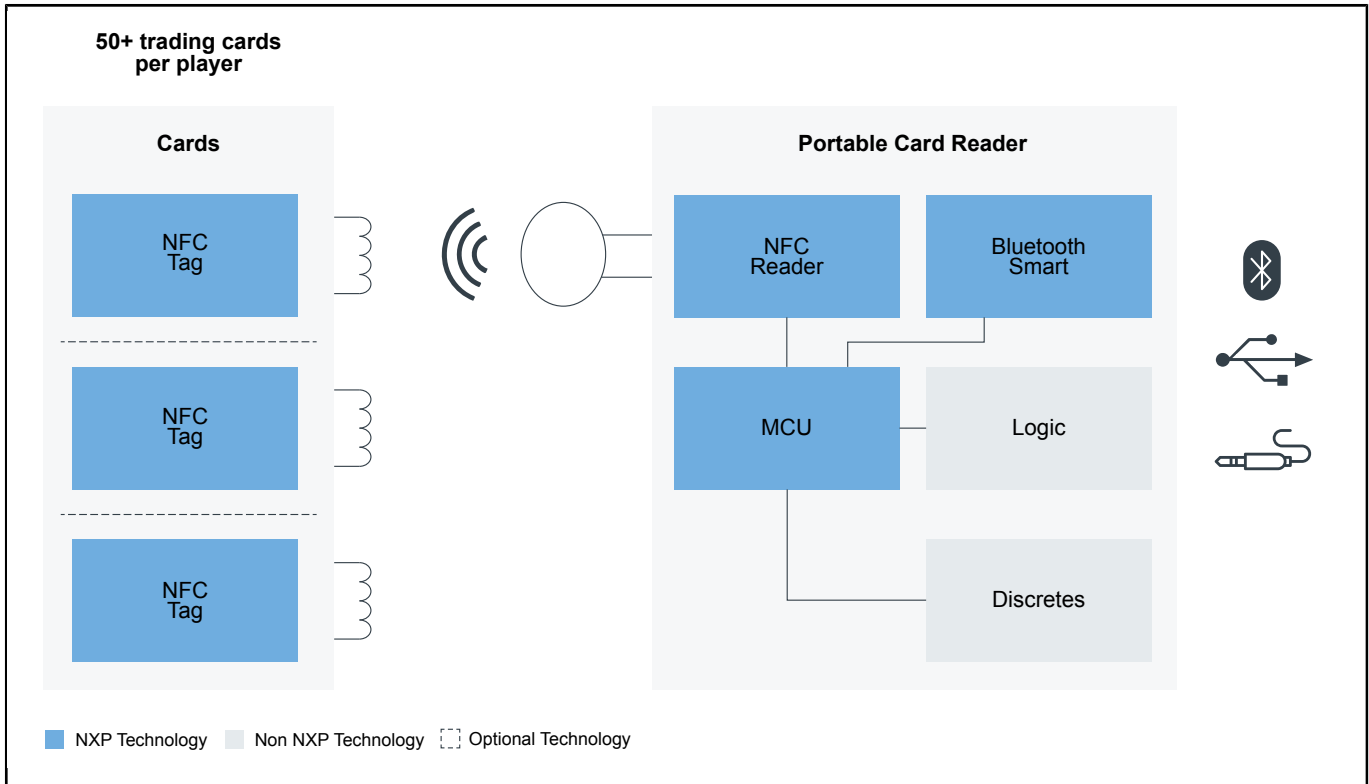 50+ trading cards
per player
Cards
NFC
Tag
NFC
Tag
NFC
Tag
Portable Card Reader
NFC
Reader
Bluetooth
Smart
MCU
Logic
Discretes
NXP Technology
Non NXP Technology
Optional Technology